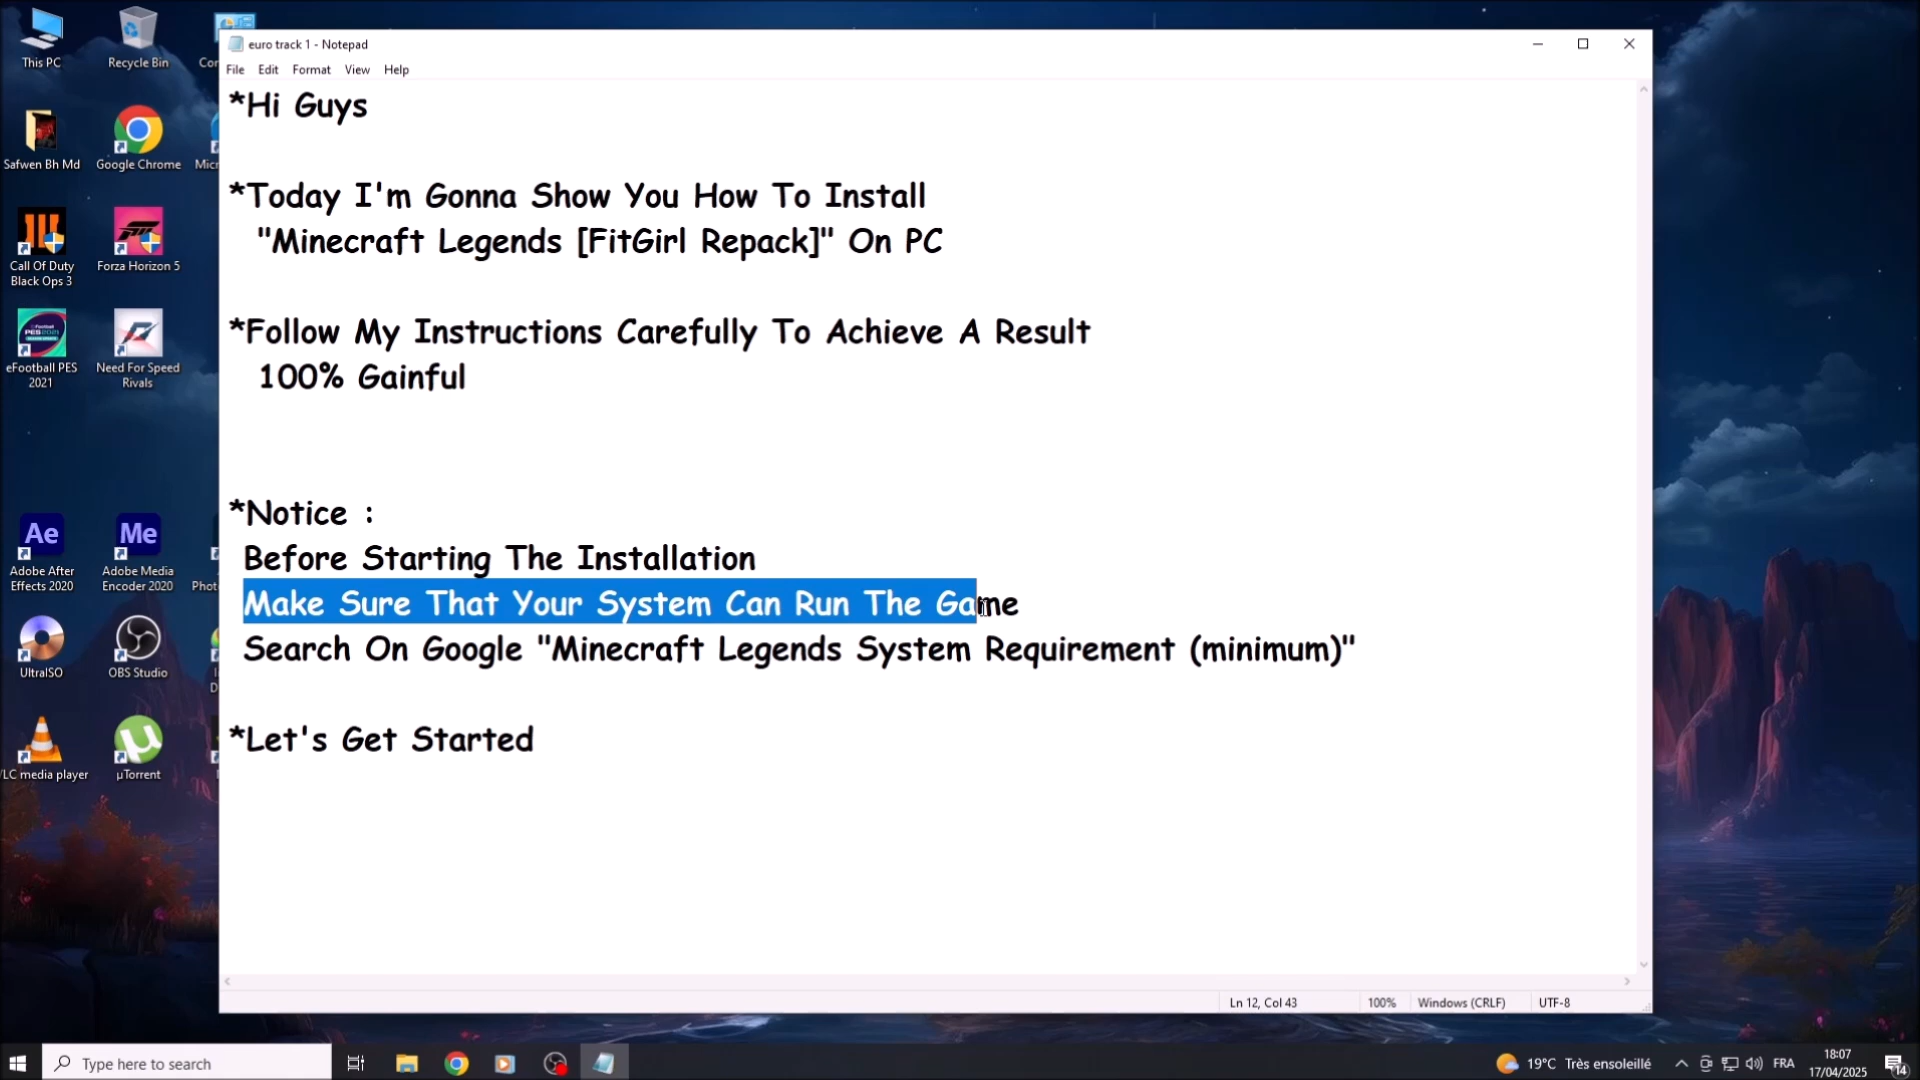 This PC
Recycle Bin
Safwen Bh Md
Google Chrome
Call Of Duty
Black Ops 3
Forza Horizon 5
eFootball PES
2021
Need For Speed
Rivals
Ae
Me
Adobe After
Effects 2020
Adobe Media
Encoder 2020
UltraISO
OBS Studio
LC media player
µTorrent
euro track 1 - Notepad
File Edit Format View Help
*Hi Guys
*Today I'm Gonna Show You How To Install
"Minecraft Legends [FitGirl Repack]" On PC
*Follow My Instructions Carefully To Achieve A Result
100% Gainful
*Notice :
Before Starting The Installation
Make Sure That Your System Can Run The Game
Search On Google "Minecraft Legends System Requirement (minimum)"
*Let's Get Started
Ln 12, Col 43 100% Windows (CRLF) UTF-8
Type here to search
19°C Très ensoleillé
FRA
18:07
17/04/2025
14